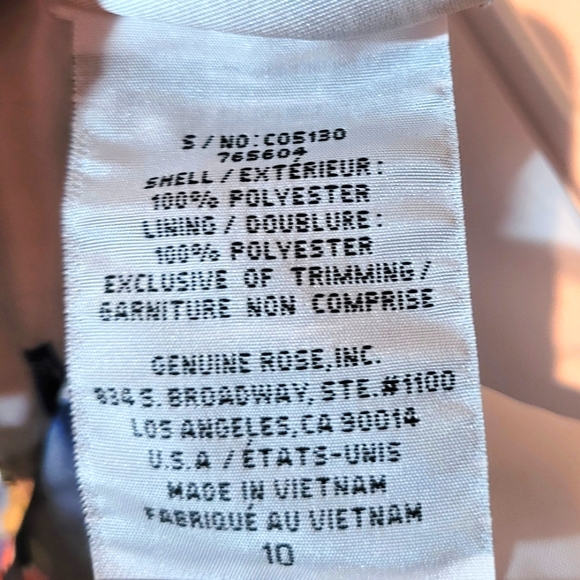 S/NO:C05130
765604
SHELL/EXTÉRIEUR:
100% POLYESTER
LINING/DOUBLURE:
100% POLYESTER
EXCLUSIVE OF TRIMMING/
GARNITURE NON COMPRISE
GENUINE ROSE,INC.
834 S. BROADWAY, STE.#1100
LOS ANGELES,CA 90014
U.S.A / ÉTATS-UNIS
MADE IN VIETNAM
FABRIQUÉ AU VIETNAM
10